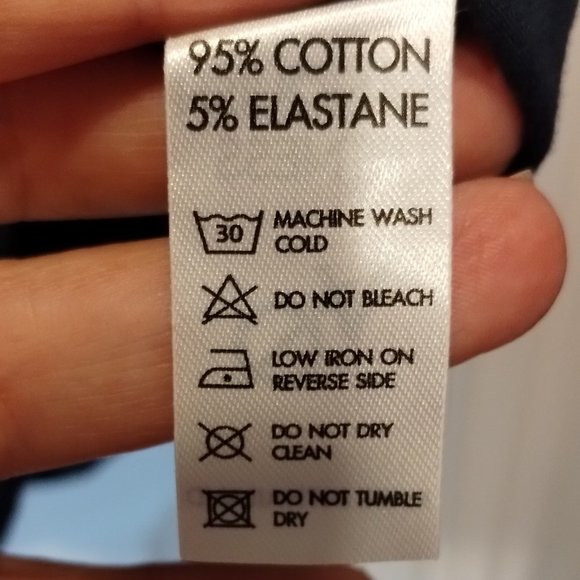 95% COTTON
5% ELASTANE
30 MACHINE WASH
COLD
DO NOT BLEACH
LOW IRON ON
REVERSE SIDE
DO NOT DRY
CLEAN
DO NOT TUMBLE
DRY